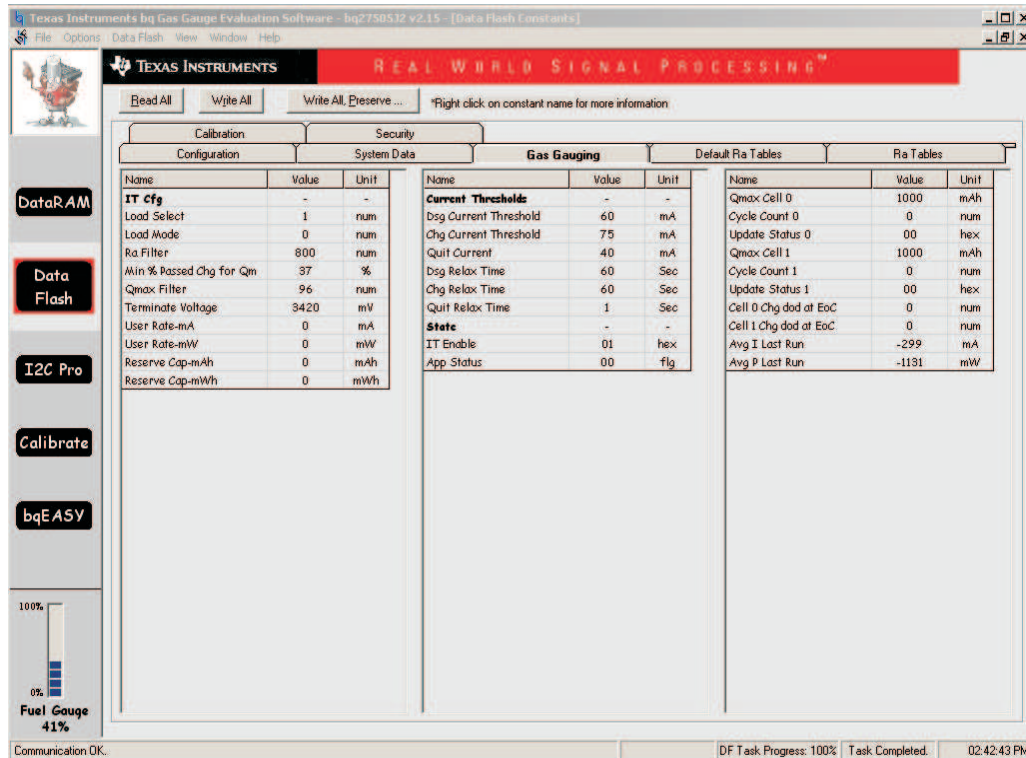 Texas Instruments bq Gas Gauge Evaluation Software - bq27505J2 v2.15 - [Data Flash Constants]
File Options Data Flash View Window Help
TEXAS INSTRUMENTS REAL WORLD SIGNAL PROCESSING™
Read All Write All Write All, Preserve ... *Right click on constant name for more information
Calibration Security
Configuration System Data Gas Gauging Default Ra Tables Ra Tables
DataRAM
Data
Flash
I2C Pro
Calibrate
bqEASY
100%
0%
Fuel Gauge
41%
Name Value Unit
IT Cfg - -
Load Select 1 num
Load Mode 0 num
Ra Filter 800 num
Min % Passed Chg for Qm 37 %
Qmax Filter 96 num
Terminate Voltage 3420 mV
User Rate-mA 0 mA
User Rate-mW 0 mW
Reserve Cap-mAh 0 mAh
Reserve Cap-mWh 0 mWh
Name Value Unit
Current Thresholds - -
Dsg Current Threshold 60 mA
Chg Current Threshold 75 mA
Quit Current 40 mA
Dsg Relax Time 60 Sec
Chg Relax Time 60 Sec
Quit Relax Time 1 Sec
State - -
IT Enable 01 hex
App Status 00 flg
Name Value Unit
Qmax Cell 0 1000 mAh
Cycle Count 0 0 num
Update Status 0 00 hex
Qmax Cell 1 1000 mAh
Cycle Count 1 0 num
Update Status 1 00 hex
Cell 0 Chg dod at EoC 0 num
Cell 1 Chg dod at EoC 0 num
Avg I Last Run -299 mA
Avg P Last Run -1131 mW
Communication OK. DF Task Progress: 100% Task Completed. 02:42:43 PM